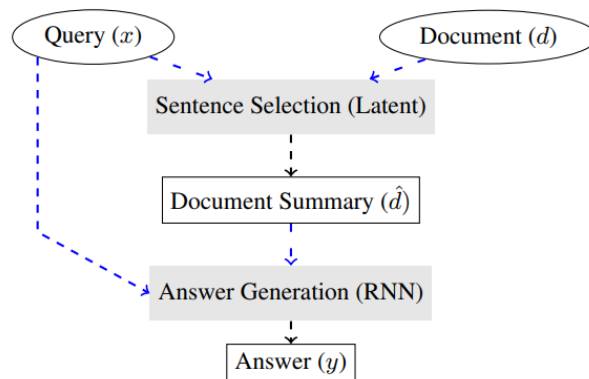 Query (x)
Document (d)
Sentence Selection (Latent)
Document Summary (d̂)
Answer Generation (RNN)
Answer (y)